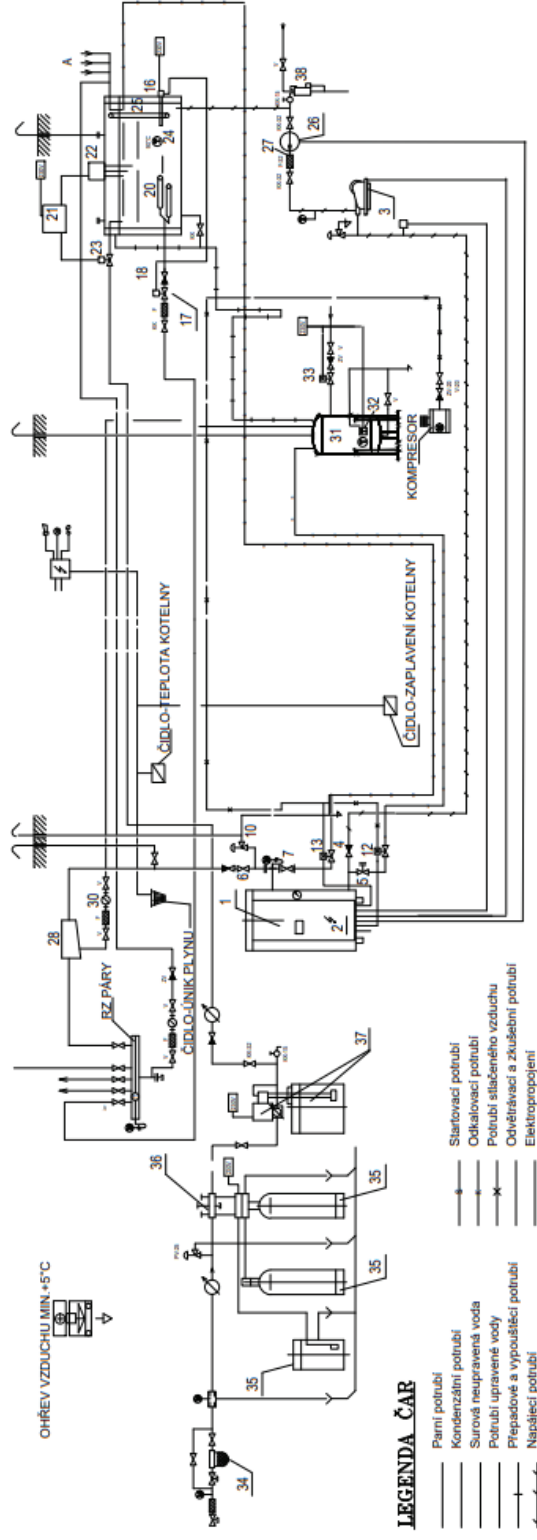 OHŘEV VZDUCHU MIN.+5°C
28
30
RZ PÁRY
ČIDLO-ÚNIK PLYNU
ČIDLO-TEPLOTA KOTELNY
ČIDLO-ZAPLAVENÍ KOTELNY
A
21
22
23
25
16
24
20
18
17
38
26
27
3
33
31
32
KOMPRESOR
10
6
7
13
4
1
5
12
2
36
37
35
35
35
34
LEGENDA ČAR
Parní potrubí
Kondenzátní potrubí
Surová neupravená voda
Potrubí upravené vody
Přepadové a vypouštěcí potrubí
Napájecí potrubí
Startovací potrubí
Odkalovací potrubí
Potrubí stlačeného vzduchu
Odvětrávací a zkušební potrubí
Elektropropojení